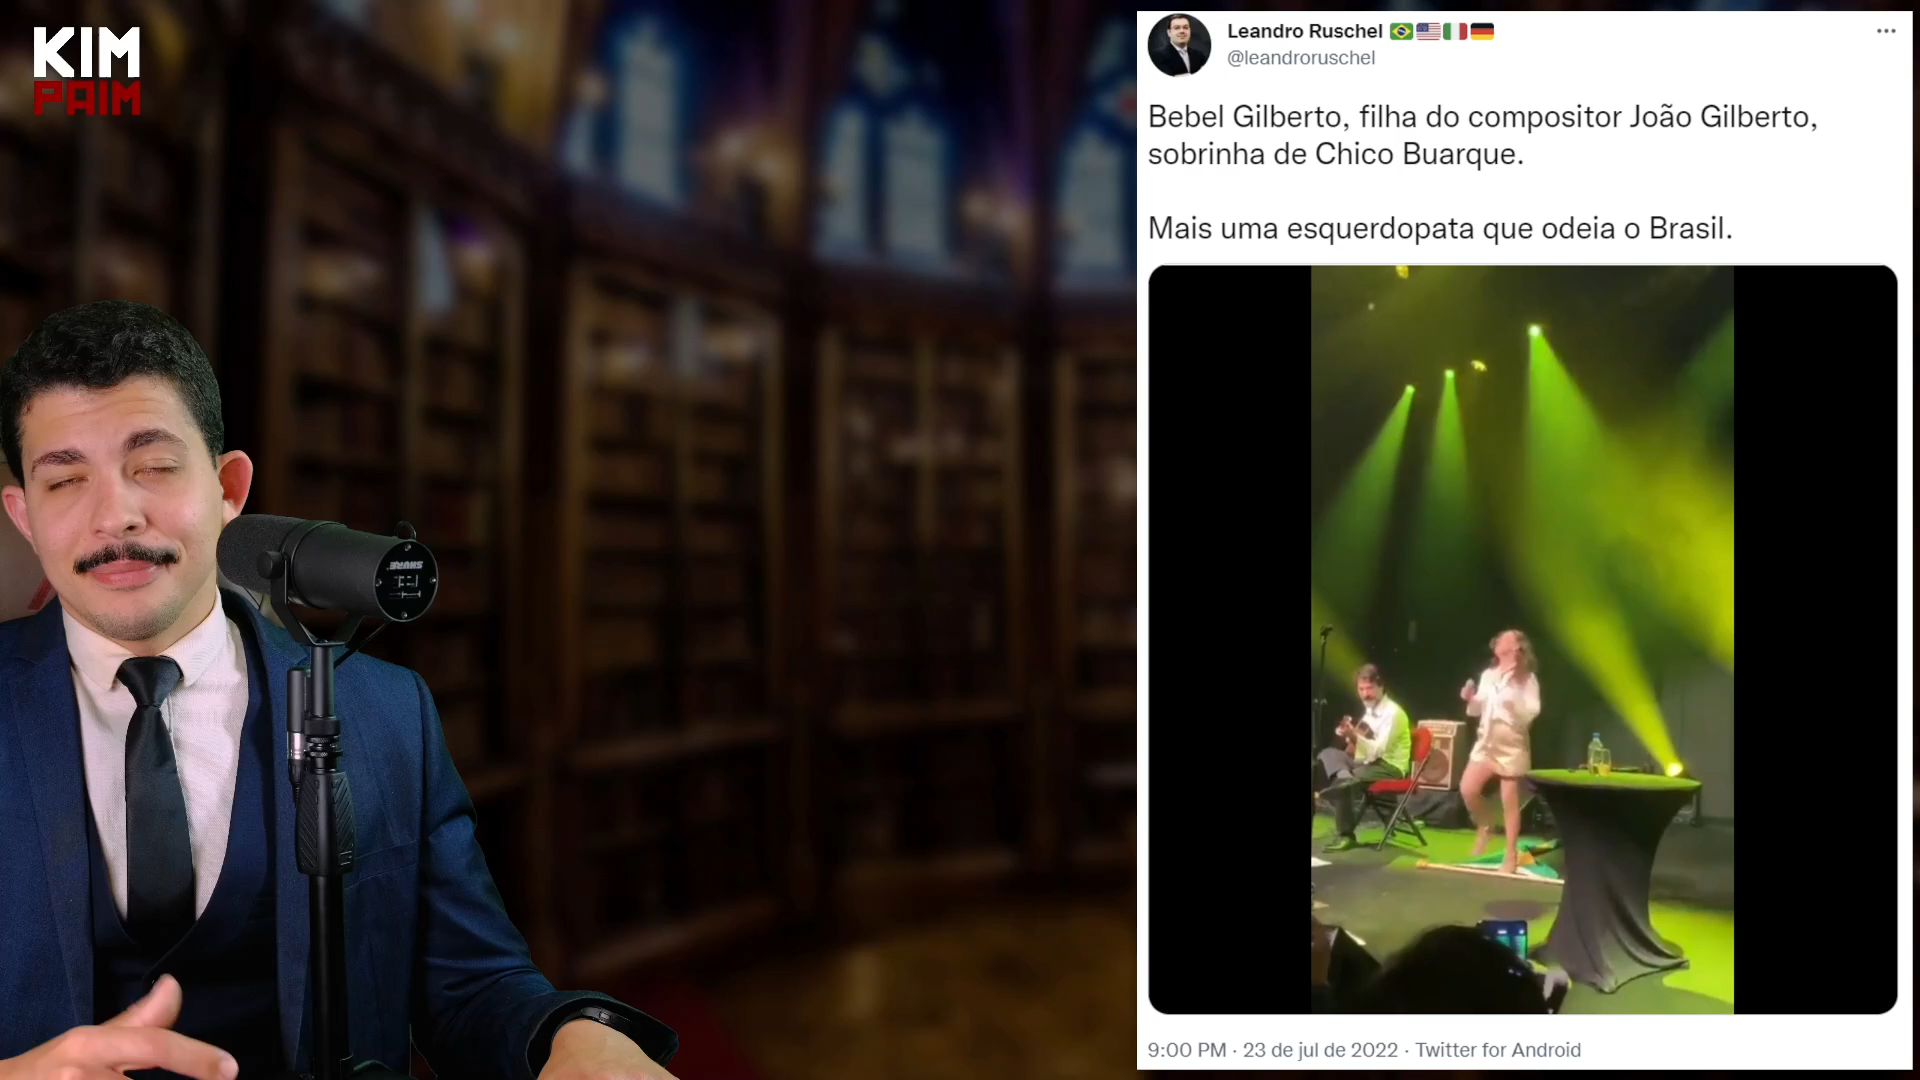 KIM
PAIM
Leandro Ruschel
@leandroruschel
Bebel Gilberto, filha do compositor João Gilberto,
sobrinha de Chico Buarque.
Mais uma esquerdopata que odeia o Brasil.
SHURE
9:00 PM · 23 de jul de 2022 · Twitter for Android